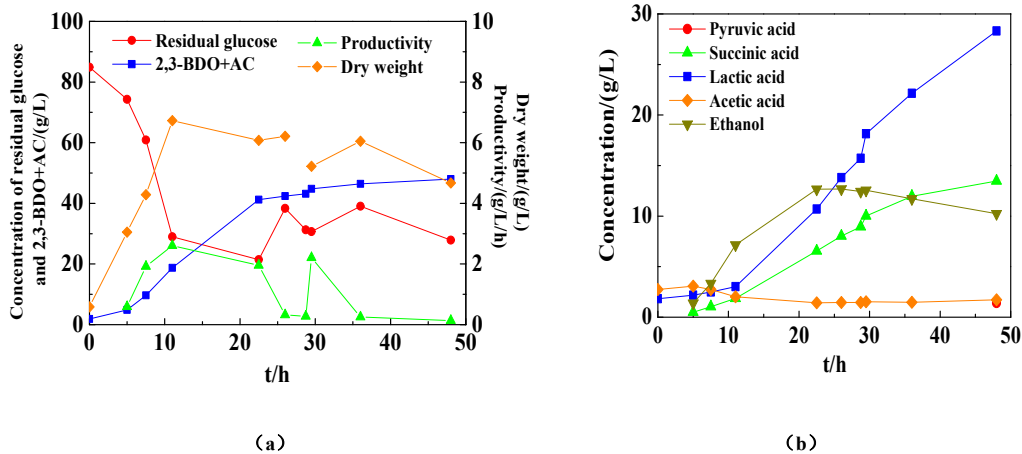 100
80
60
40
20
0
Concentration of residual glucose
and 2,3-BDO+AC/(g/L)
Residual glucose
2,3-BDO+AC
Productivity
Dry weight
10
8
6
4
2
0
Dry weight/(g/L)
Productivity/(g/L/h)
0 10 20 30 40 50
t/h
(a)
30
20
10
0
Concentration/(g/L)
Pyruvic acid
Succinic acid
Lactic acid
Acetic acid
Ethanol
0 10 20 30 40 50
t/h
(b)